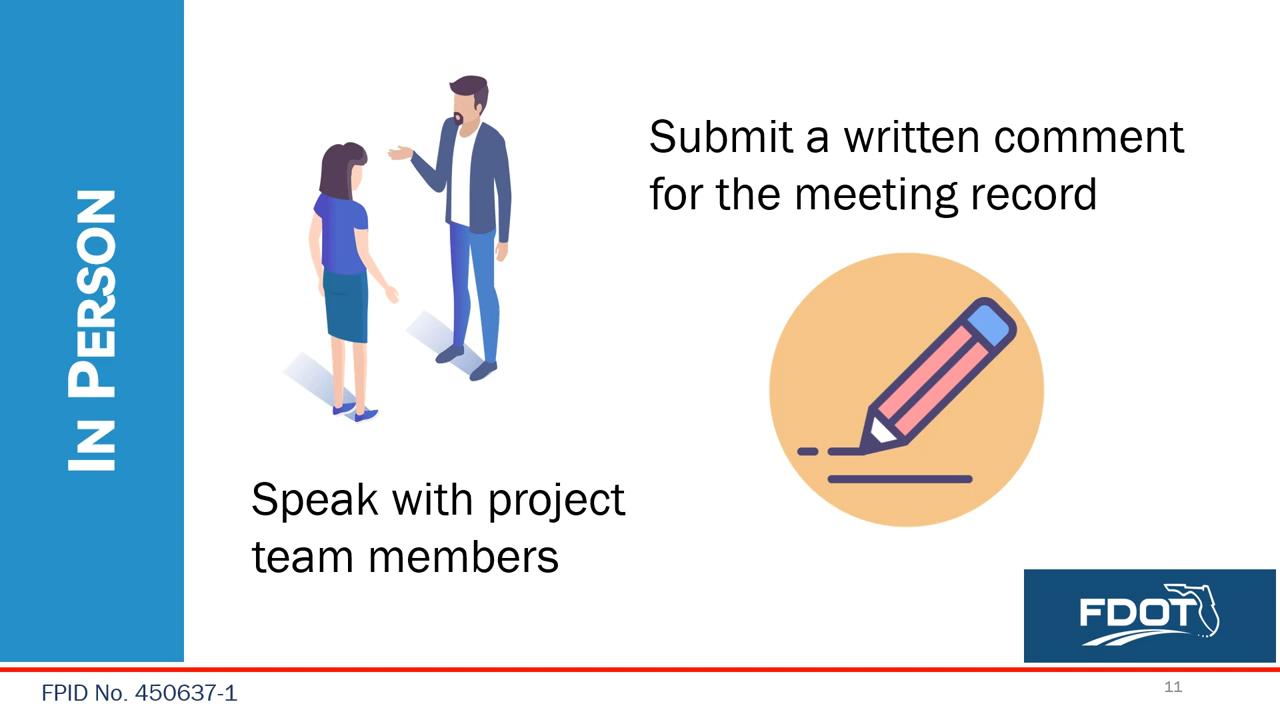 IN PERSON
Submit a written comment
for the meeting record
Speak with project
team members
FDOT
FPID No. 450637-1
11